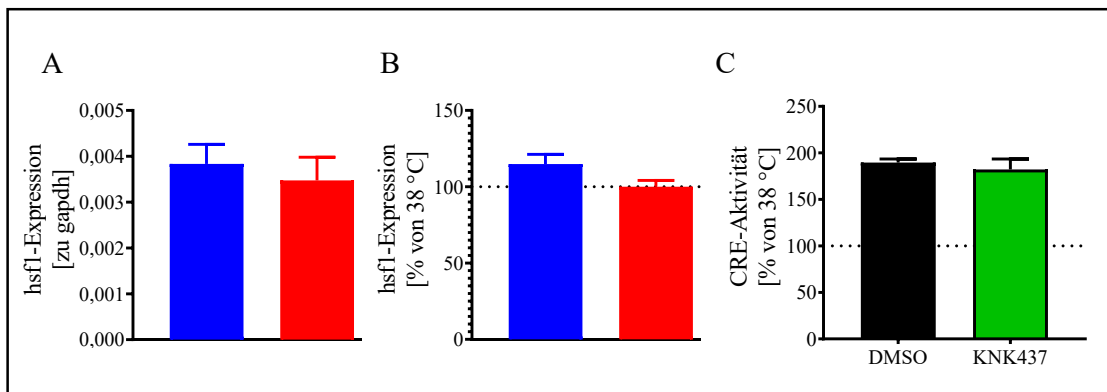 A
hsf1-Expression
[zu gapdh]
0,005
0,004
0,003
0,002
0,001
0,000
B
hsf1-Expression
[% von 38 °C]
150
100
50
0
C
CRE-Aktivität
[% von 38 °C]
250
200
150
100
50
0
DMSO
KNK437